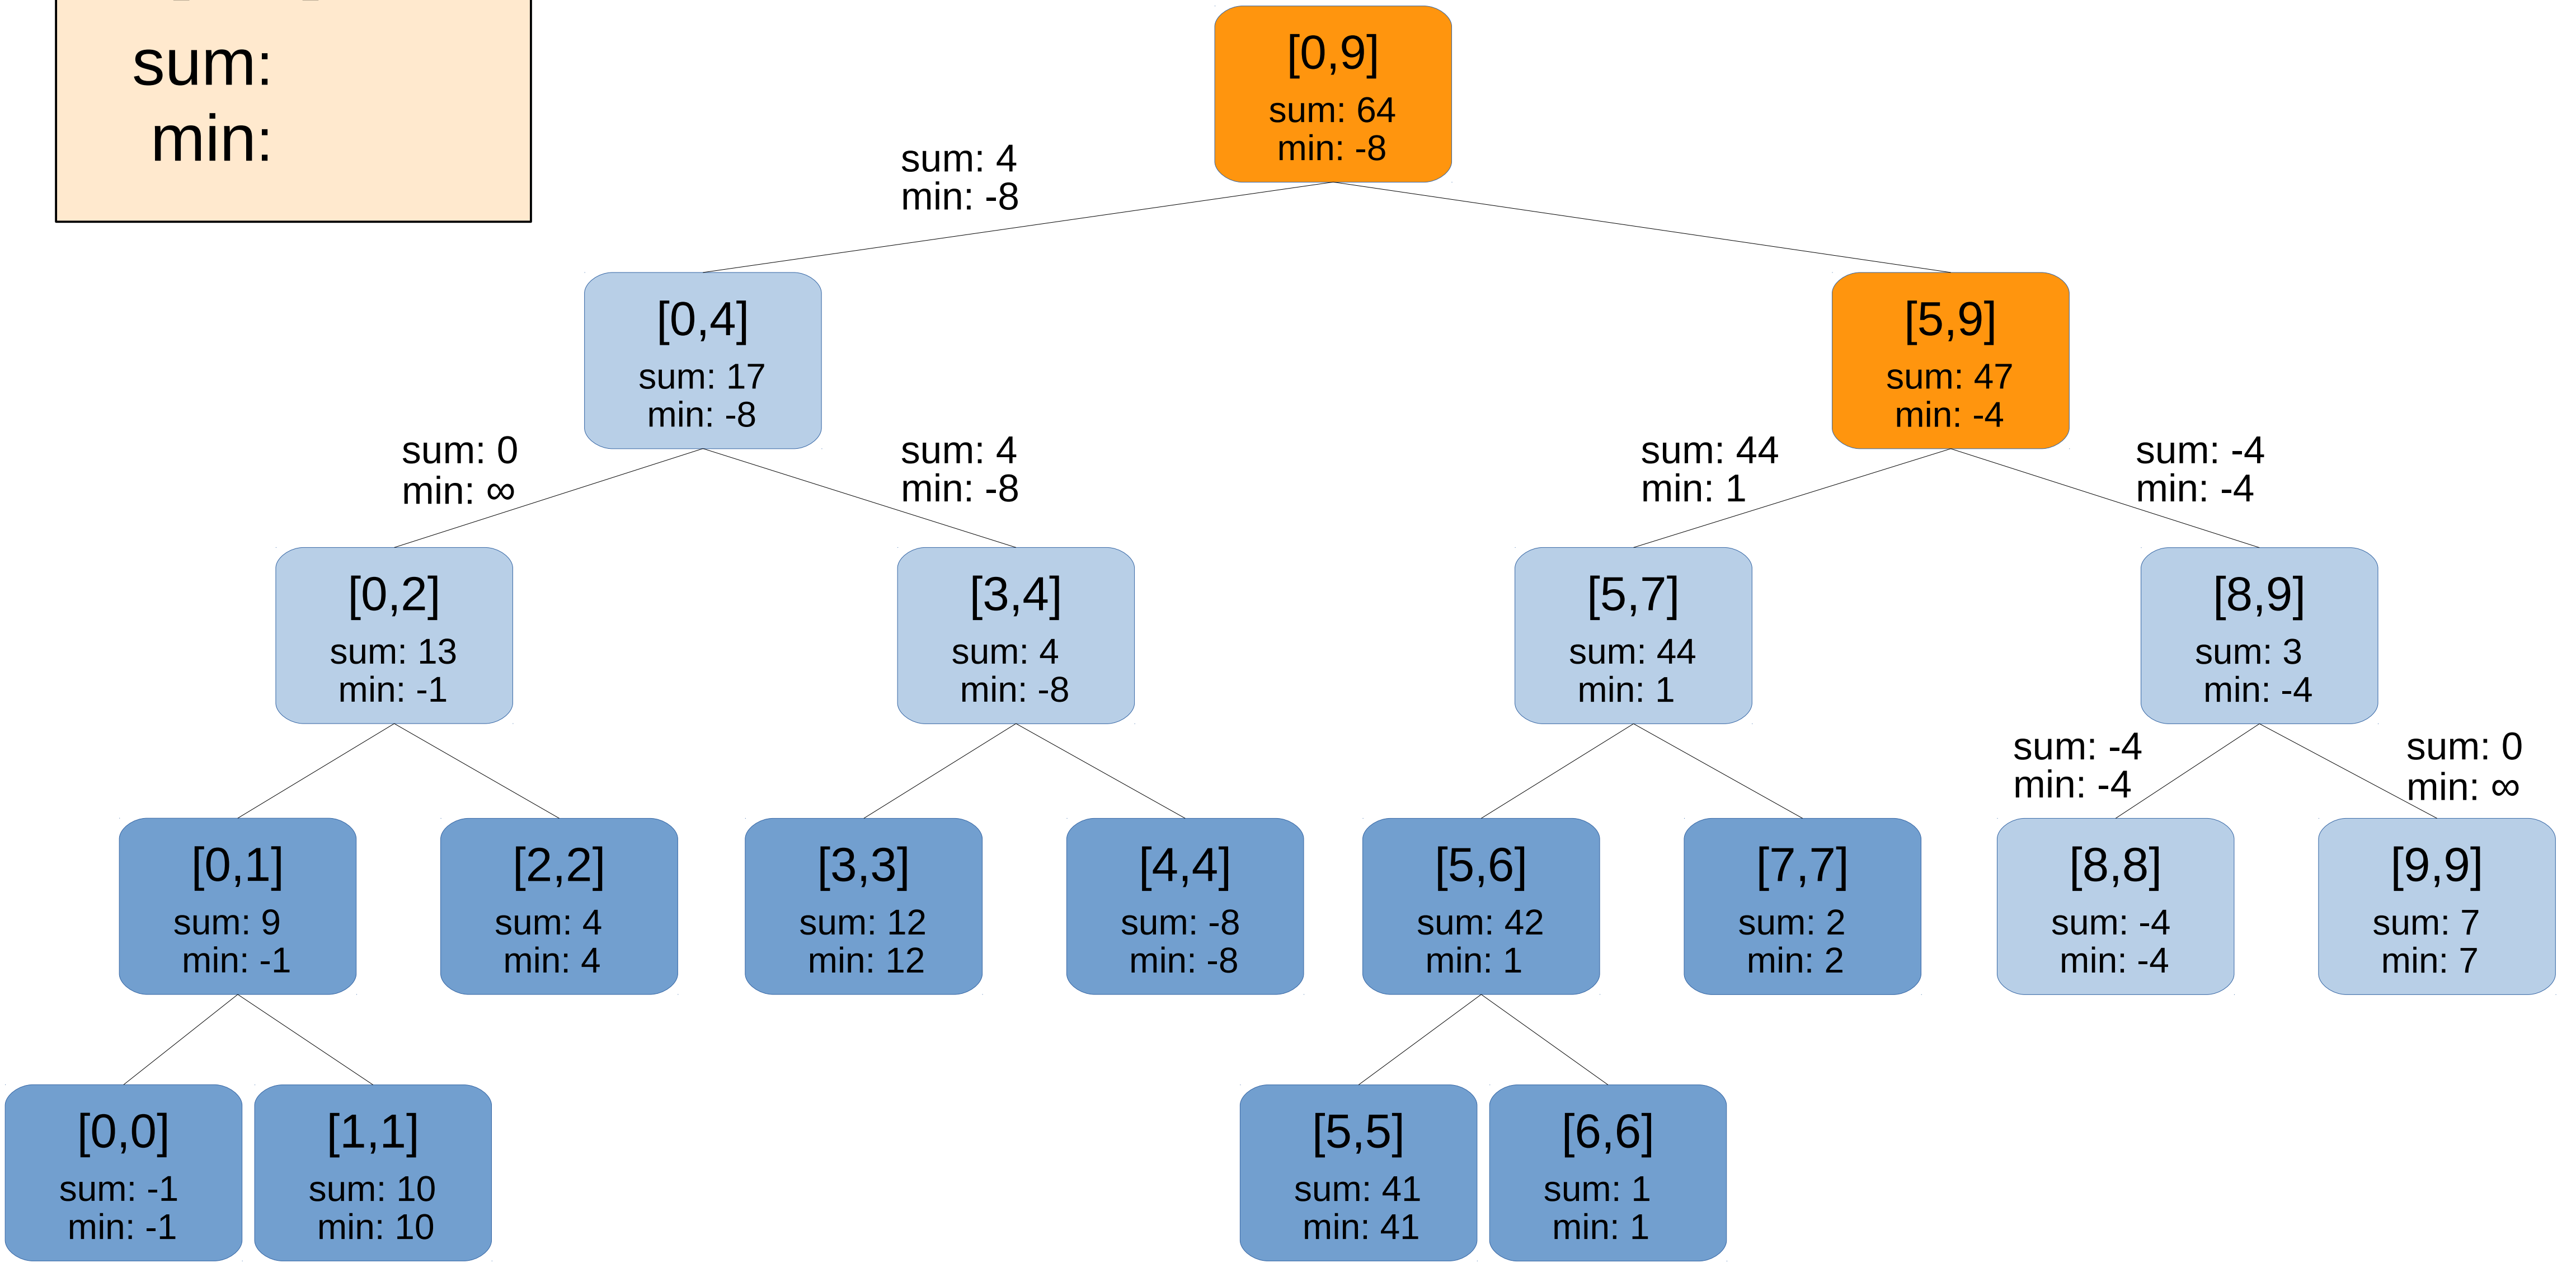 sum:
min:
[0,9]
sum: 64
min: -8
sum: 4
min: -8
[0,4]
sum: 17
min: -8
[5,9]
sum: 47
min: -4
sum: 0
min: ∞
sum: 4
min: -8
sum: 44
min: 1
sum: -4
min: -4
[0,2]
sum: 13
min: -1
[3,4]
sum: 4
min: -8
[5,7]
sum: 44
min: 1
[8,9]
sum: 3
min: -4
sum: -4
min: -4
sum: 0
min: ∞
[0,1]
sum: 9
min: -1
[2,2]
sum: 4
min: 4
[3,3]
sum: 12
min: 12
[4,4]
sum: -8
min: -8
[5,6]
sum: 42
min: 1
[7,7]
sum: 2
min: 2
[8,8]
sum: -4
min: -4
[9,9]
sum: 7
min: 7
[0,0]
sum: -1
min: -1
[1,1]
sum: 10
min: 10
[5,5]
sum: 41
min: 41
[6,6]
sum: 1
min: 1